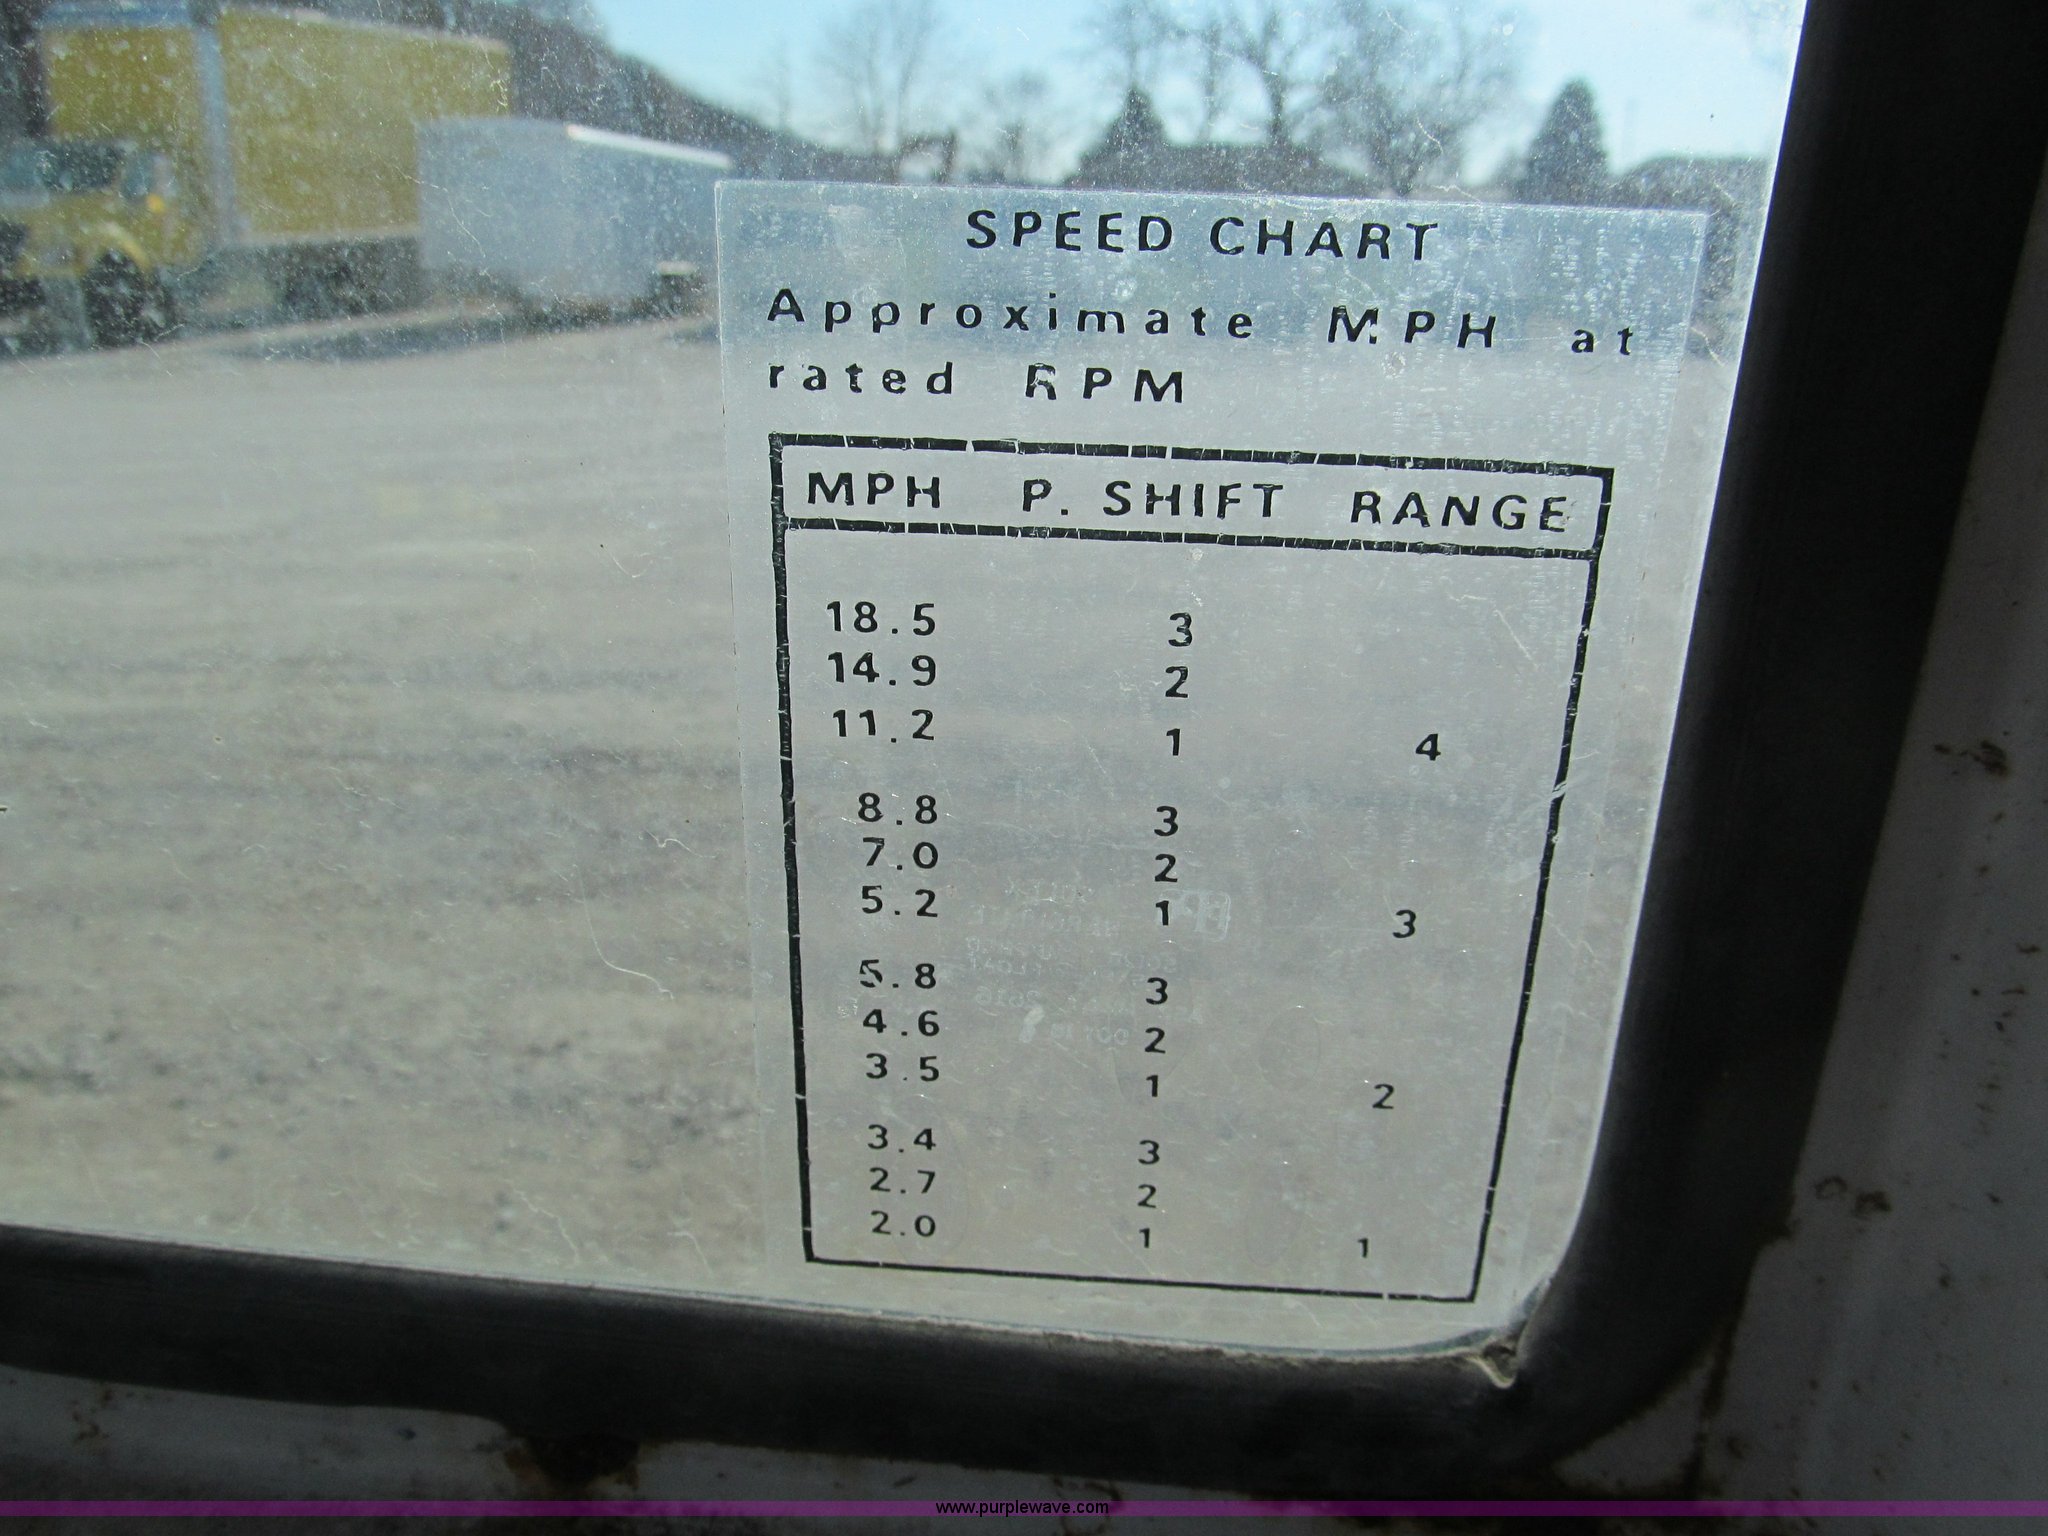 SPEED CHART
Approximate MPH at
rated RPM
MPH P. SHIFT RANGE
18.5 3
14.9 2
11.2 1 4
8.8 3
7.0 2
5.2 1 3
5.8 3
4.6 2
3.5 1 2
3.4 3
2.7 2
2.0 1 1
www.purplewave.com